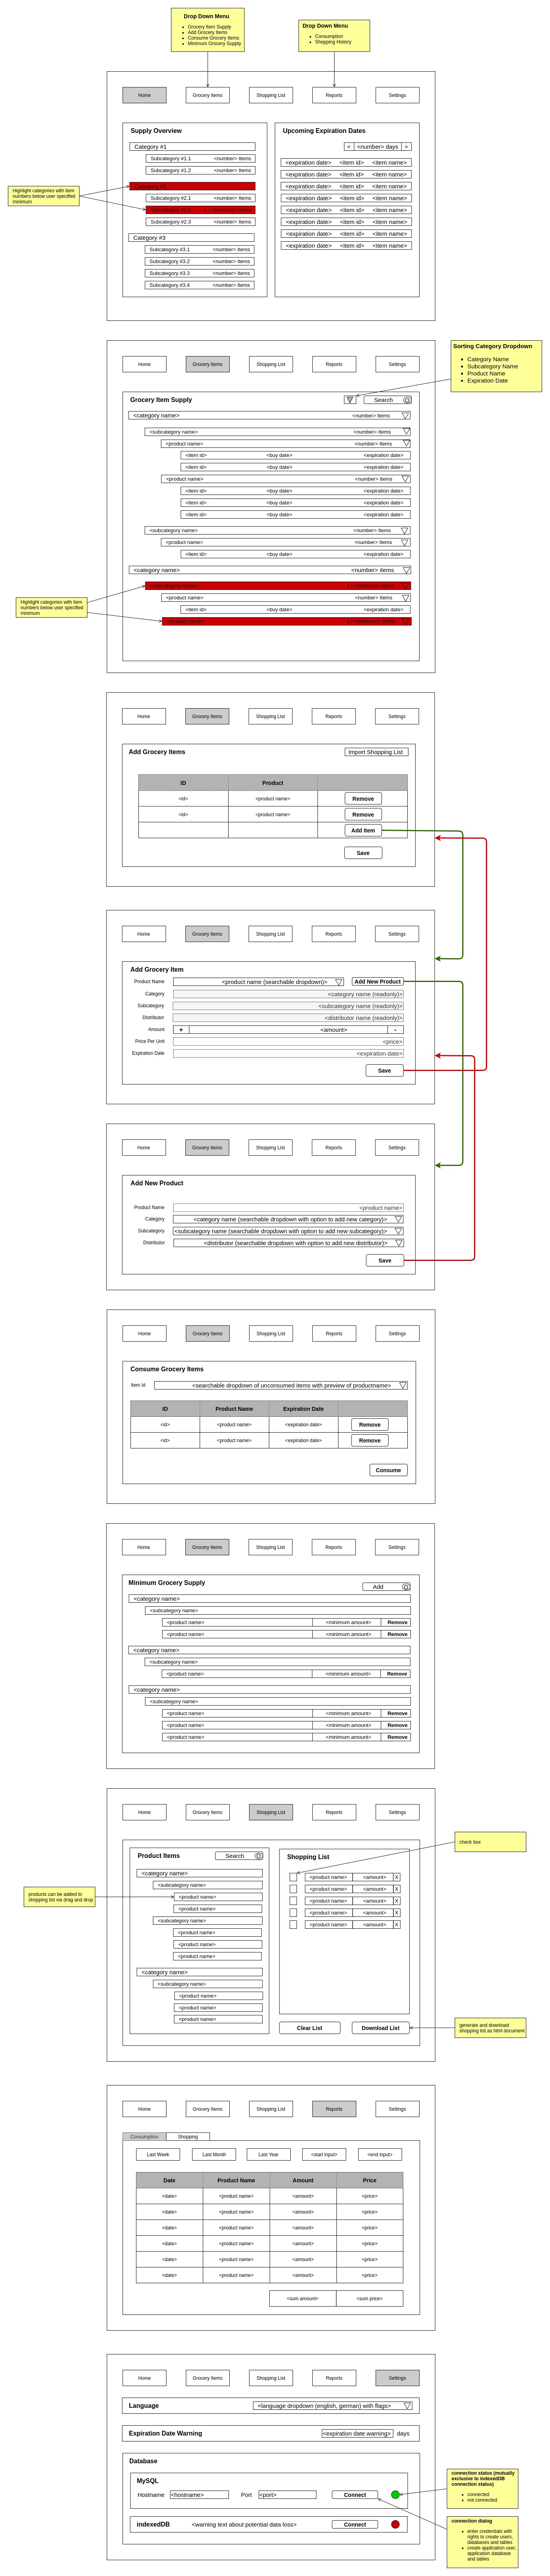 Drop Down Menu
Grocery Item Supply
Add Grocery Items
Consume Grocery Items
Minimum Grocery Supply
Drop Down Menu
Consumption
Shopping History
Home
Grocery Items
Shopping List
Reports
Settings
Supply Overview
Category #1
Subcategory #1.1 <number> Items
Subcategory #1.2 <number> Items
Category #2
Subcategory #2.1 <number> Items
<number> Items
Subcategory #2.3 <number> Items
Category #3
Subcategory #3.1 <number> Items
Subcategory #3.2 <number> Items
Subcategory #3.3 <number> Items
Subcategory #3.4 <number> Items
Highlight categories with item
numbers below user specified
minimum
Upcoming Expiration Dates
< <number> days >
<expiration date> <item id> <item name>
<expiration date> <item id> <item name>
<expiration date> <item id> <item name>
<expiration date> <item id> <item name>
<expiration date> <item id> <item name>
<expiration date> <item id> <item name>
<expiration date> <item id> <item name>
<expiration date> <item id> <item name>
Home
Grocery Items
Shopping List
Reports
Settings
Sorting Category Dropdown
Category Name
Subcategory Name
Product Name
Expiration Date
Grocery Item Supply
Search
<category name> <number> Items
<subcategory name> <number> Items
<product name> <number> Items
<item id> <buy date> <expiration date>
<item id> <buy date> <expiration date>
<product name> <number> Items
<item id> <buy date> <expiration date>
<item id> <buy date> <expiration date>
<item id> <buy date> <expiration date>
<subcategory name> <number> Items
<product name> <number> Items
<item id> <buy date> <expiration date>
<category name> <number> items
<subcategory name>
<product name> <number> Items
<item id> <buy date> <expiration date>
<product name>
Highlight categories with item
numbers below user specified
minimum
Home
Grocery Items
Shopping List
Reports
Settings
Add Grocery Items
Import Shopping List
ID Product
<id> <product name> Remove
<id> <product name> Remove
Add Item
Save
Home
Grocery Items
Shopping List
Reports
Settings
Add Grocery Item
Product Name <product name (searchable dropdown)> Add New Product
Category <category name (readonly)>
Subcategory <subcategory name (readonly)>
Distributor <distributor name (readonly)>
Amount + <amount> -
Price Per Unit <price>
Expiration Date <expiration date>
Save
Home
Grocery Items
Shopping List
Reports
Settings
Add New Product
Product Name <product name>
Category <category name (searchable dropdown with option to add new category)>
Subcategory <subcategory name (searchable dropdown with option to add new subcategory)>
Distributor <distributor (searchable dropdown with option to add new distributor)>
Save
Home
Grocery Items
Shopping List
Reports
Settings
Consume Grocery Items
Item Id <searchable dropdown of unconsumed items with preview of productname>
ID Product Name Expiration Date
<id> <product name> <expiration date> Remove
<id> <product name> <expiration date> Remove
Consume
Home
Grocery Items
Shopping List
Reports
Settings
Minimum Grocery Supply
Add
<category name>
<subcategory name>
<product name> <minimum amount> Remove
<product name> <minimum amount> Remove
<category name>
<subcategory name>
<product name> <minimum amount> Remove
<category name>
<subcategory name>
<product name> <minimum amount> Remove
<product name> <minimum amount> Remove
<product name> <minimum amount> Remove
Home
Grocery Items
Shopping List
Reports
Settings
Product Items
Search
<category name>
<subcategory name>
<product name>
<product name>
<subcategory name>
<product name>
<product name>
<product name>
<category name>
<subcategory name>
<product name>
<product name>
<product name>
products can be added to
shopping list via drag and drop
Shopping List
<product name> <amount> X
<product name> <amount> X
<product name> <amount> X
<product name> <amount> X
<product name> <amount> X
check box
Clear List
Download List
generate and download
shopping list as html document
Home
Grocery Items
Shopping List
Reports
Settings
Consumption
Shopping
Last Week
Last Month
Last Year
<start input>
<end input>
Date Product Name Amount Price
<date> <product name> <amount> <price>
<date> <product name> <amount> <price>
<date> <product name> <amount> <price>
<date> <product name> <amount> <price>
<date> <product name> <amount> <price>
<date> <product name> <amount> <price>
<sum amount> <sum price>
Home
Grocery Items
Shopping List
Reports
Settings
Language <language dropdown (english, german) with flags>
Expiration Date Warning <expiration date warning> days
Database
MySQL
Hostname <hostname> Port <port> Connect
indexedDB <warning text about potential data loss> Connect
connection status (mutually
exclusive to indexedDB
connection status)
connected
not connected
connection dialog
enter credentials with
rights to create users,
databases and tables
create application user,
application database
and tables